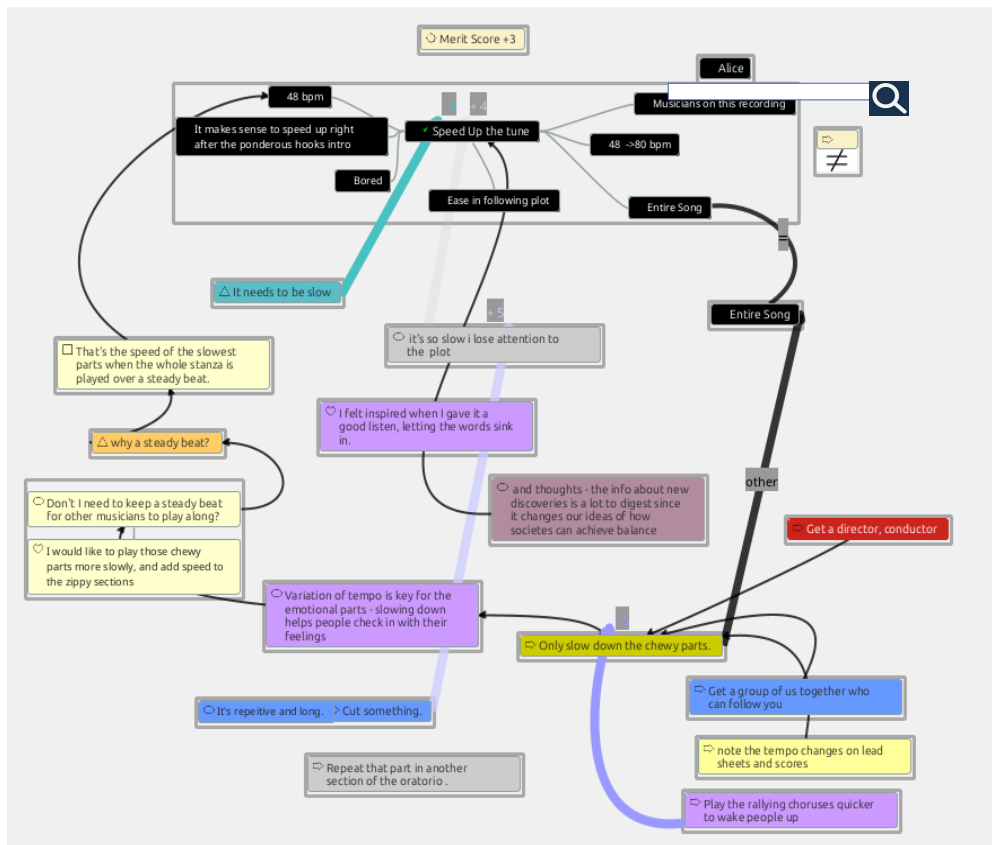 Merit Score +3
Alice
48 bpm
Musicians on this recording
+ 4
It makes sense to speed up right
after the ponderous hooks intro
Speed Up the tune
48 ->80 bpm
≠
Bored
Ease in following plot
Entire Song
=
It needs to be slow
Entire Song
+ 5
That's the speed of the slowest
parts when the whole stanza is
played over a steady beat.
it's so slow i lose attention to
the plot
I felt inspired when I gave it a
good listen, letting the words sink
in.
why a steady beat?
other
and thoughts - the info about new
discoveries is a lot to digest since
it changes our ideas of how
societes can achieve balance
Don't I need to keep a steady beat
for other musicians to play along?
Get a director, conductor
I would like to play those chewy
parts more slowly, and add speed to
the zippy sections
Variation of tempo is key for the
emotional parts - slowing down
helps people check in with their
feelings
Only slow down the chewy parts.
Get a group of us together who
can follow you
It's repeitive and long.
Cut something.
note the tempo changes on lead
sheets and scores
Repeat that part in another
section of the oratorio .
Play the rallying choruses quicker
to wake people up